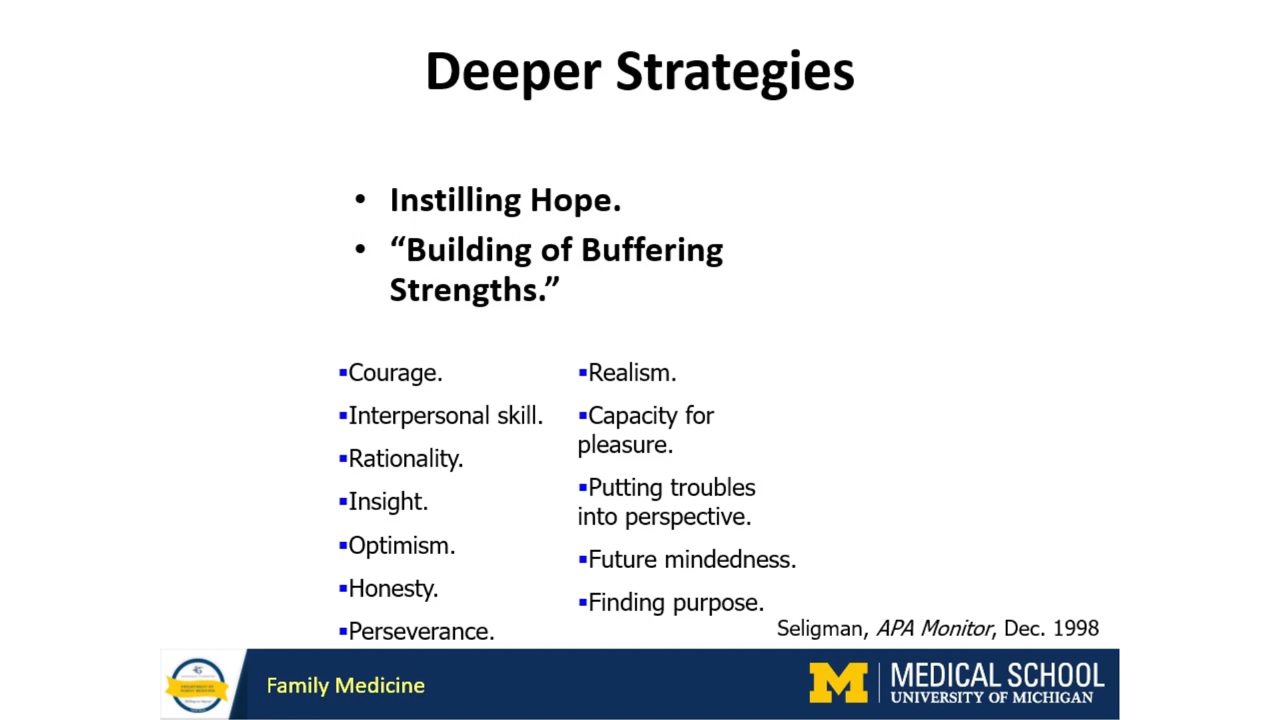 Deeper Strategies
• Instilling Hope.
• “Building of Buffering
Strengths.”
▪Courage.
▪Interpersonal skill.
▪Rationality.
▪Insight.
▪Optimism.
▪Honesty.
▪Perseverance.
▪Realism.
▪Capacity for
pleasure.
▪Putting troubles
into perspective.
▪Future mindedness.
▪Finding purpose.
Seligman, APA Monitor, Dec. 1998
Family Medicine
M
MEDICAL SCHOOL
UNIVERSITY OF MICHIGAN